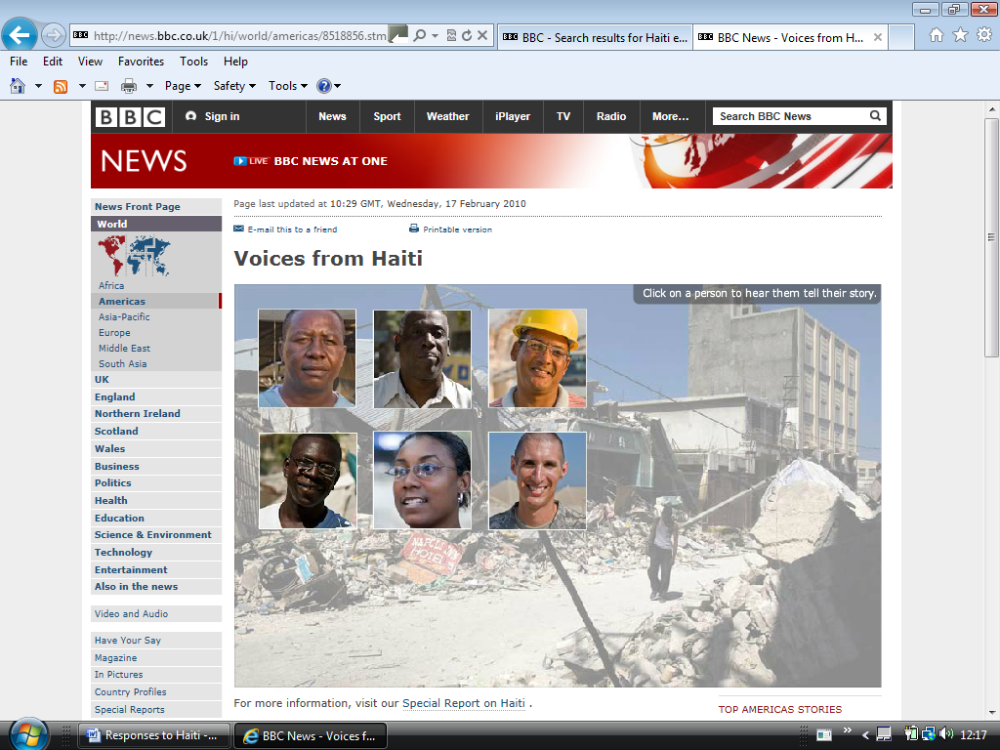 http://news.bbc.co.uk/1/hi/world/americas/8518856.stm
BBC - Search results for Haiti e...
BBC News - Voices from H...
File Edit View Favorites Tools Help
Page Safety Tools
BBC Sign in News Sport Weather iPlayer TV Radio More... Search BBC News
NEWS LIVE BBC NEWS AT ONE
News Front Page
World
Africa
Americas
Asia-Pacific
Europe
Middle East
South Asia
UK
England
Northern Ireland
Scotland
Wales
Business
Politics
Health
Education
Science & Environment
Technology
Entertainment
Also in the news
Video and Audio
Have Your Say
Magazine
In Pictures
Country Profiles
Special Reports
Page last updated at 10:29 GMT, Wednesday, 17 February 2010
E-mail this to a friend Printable version
Voices from Haiti
Click on a person to hear them tell their story.
HOTEL
For more information, visit our Special Report on Haiti .
TOP AMERICAS STORIES
Responses to Haiti -... BBC News - Voices f... 12:17